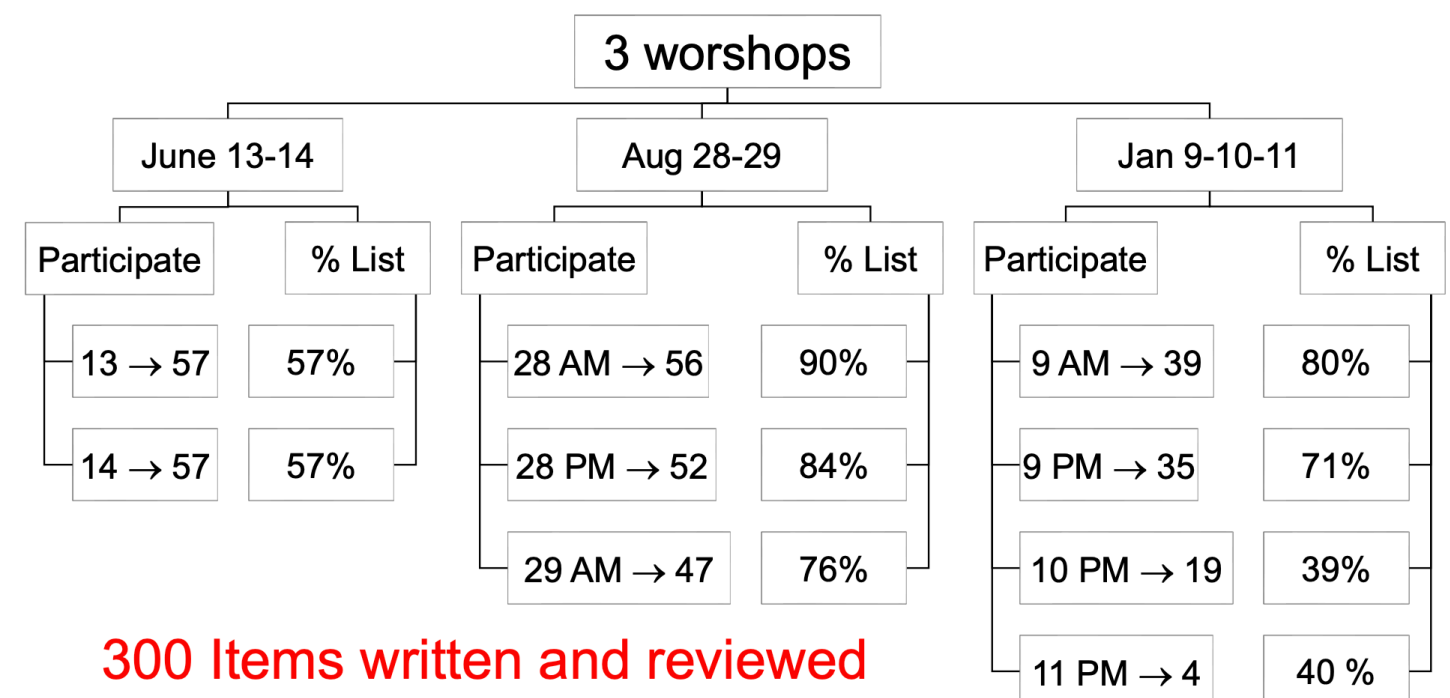 3 worshops
June 13-14
Aug 28-29
Jan 9-10-11
Participate
% List
Participate
% List
Participate
% List
13 → 57
57%
28 AM → 56
90%
9 AM → 39
80%
14 → 57
57%
28 PM → 52
84%
9 PM → 35
71%
29 AM → 47
76%
10 PM → 19
39%
300 Items written and reviewed
11 PM → 4
40 %